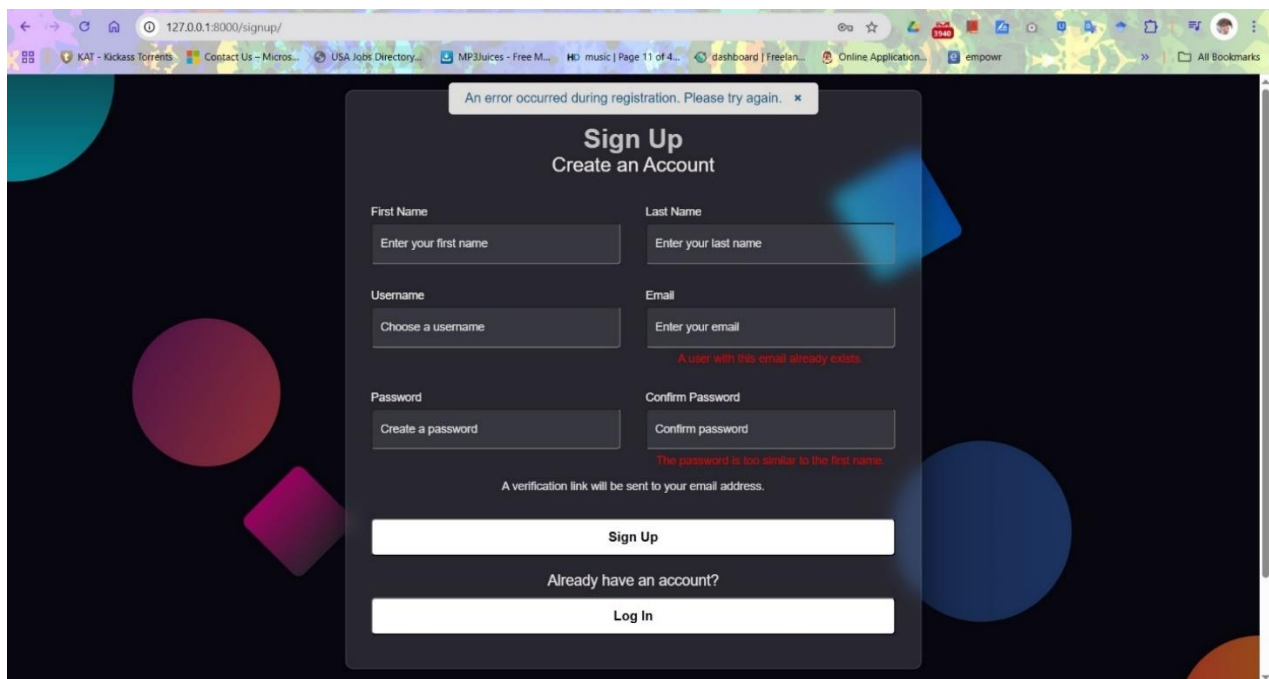 127.0.0.1:8000/signup/
3940
KAT - Kickass Torrents
Contact Us – Micros...
USA Jobs Directory...
MP3Juices - Free M...
HD music | Page 11 of 4...
dashboard | Freelan...
Online Application...
empowr
»
All Bookmarks
An error occurred during registration. Please try again. ×
Sign Up
Create an Account
First Name
Last Name
Enter your first name
Enter your last name
Username
Email
Choose a username
Enter your email
A user with this email already exists.
Password
Confirm Password
Create a password
Confirm password
The password is too similar to the first name.
A verification link will be sent to your email address.
Sign Up
Already have an account?
Log In